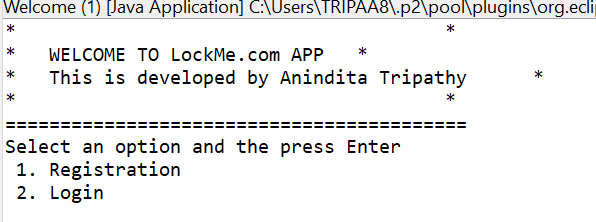 Welcome (1) [Java Application] C:\Users\TRIPAA8\.p2\pool\plugins\org.ecli
* *
* WELCOME TO LockMe.com APP *
* This is developed by Anindita Tripathy *
* *
==========================================
Select an option and the press Enter
1. Registration
2. Login